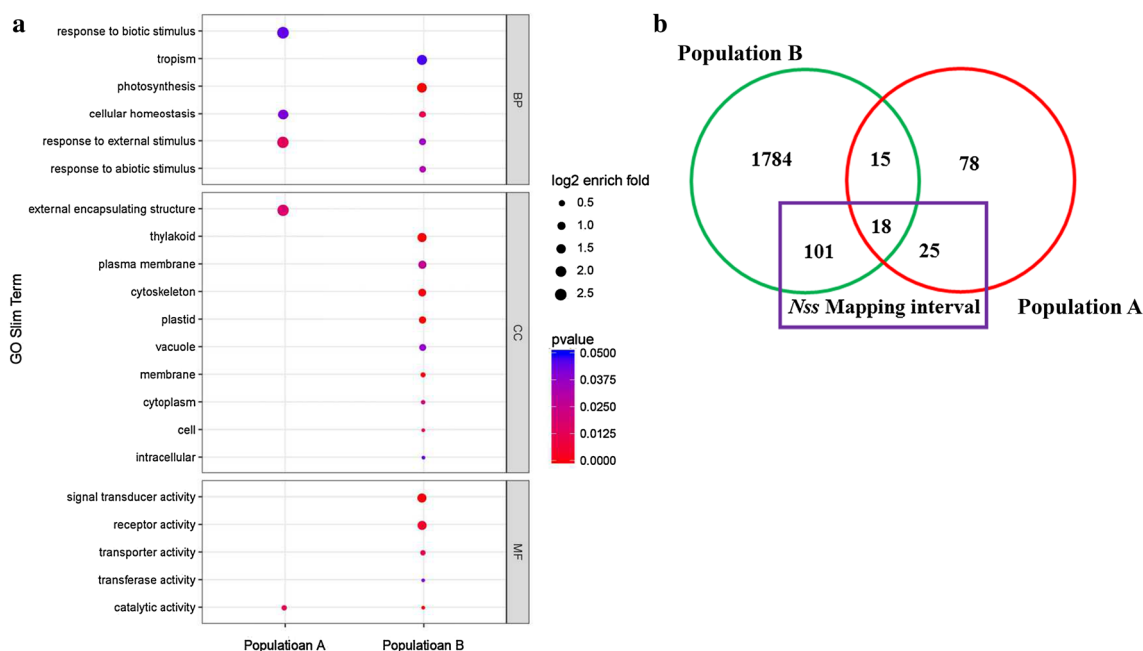 a
response to biotic stimulus
tropism
photosynthesis
cellular homeostasis
response to external stimulus
response to abiotic stimulus
BP
external encapsulating structure
thylakoid
plasma membrane
cytoskeleton
plastid
vacuole
membrane
cytoplasm
cell
intracellular
CC
signal transducer activity
receptor activity
transporter activity
transferase activity
catalytic activity
MF
GO Slim Term
Populatioan A
Populatioan B
log2 enrich fold
0.5
1.0
1.5
2.0
2.5
pvalue
0.0500
0.0375
0.0250
0.0125
0.0000
b
Population B
1784
15
78
18
101
25
Nss Mapping interval
Population A